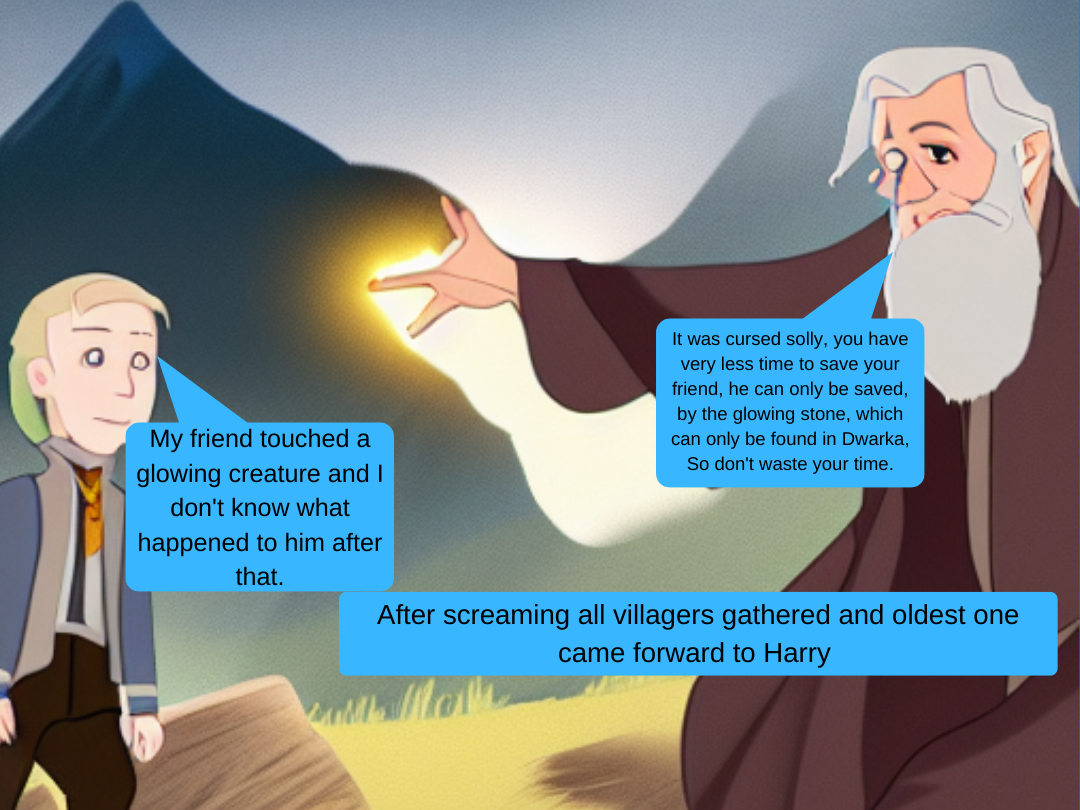 My friend touched a
glowing creature and I
don't know what
happened to him after
that.
It was cursed solly, you have
very less time to save your
friend, he can only be saved,
by the glowing stone, which
can only be found in Dwarka,
So don't waste your time.
After screaming all villagers gathered and oldest one
came forward to Harry